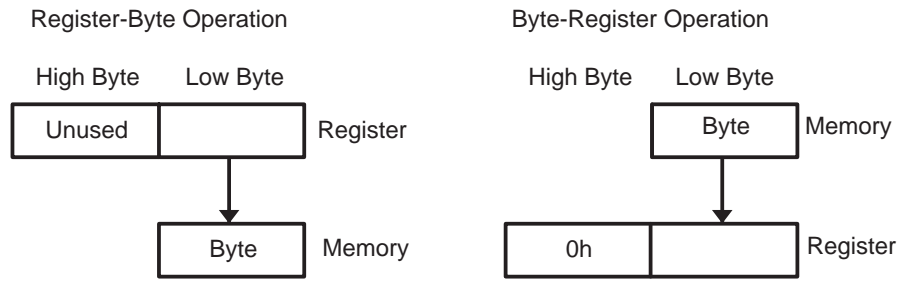 Register-Byte Operation
High Byte Low Byte
Unused
Register
Byte
Memory
Byte-Register Operation
High Byte Low Byte
Byte
Memory
0h
Register